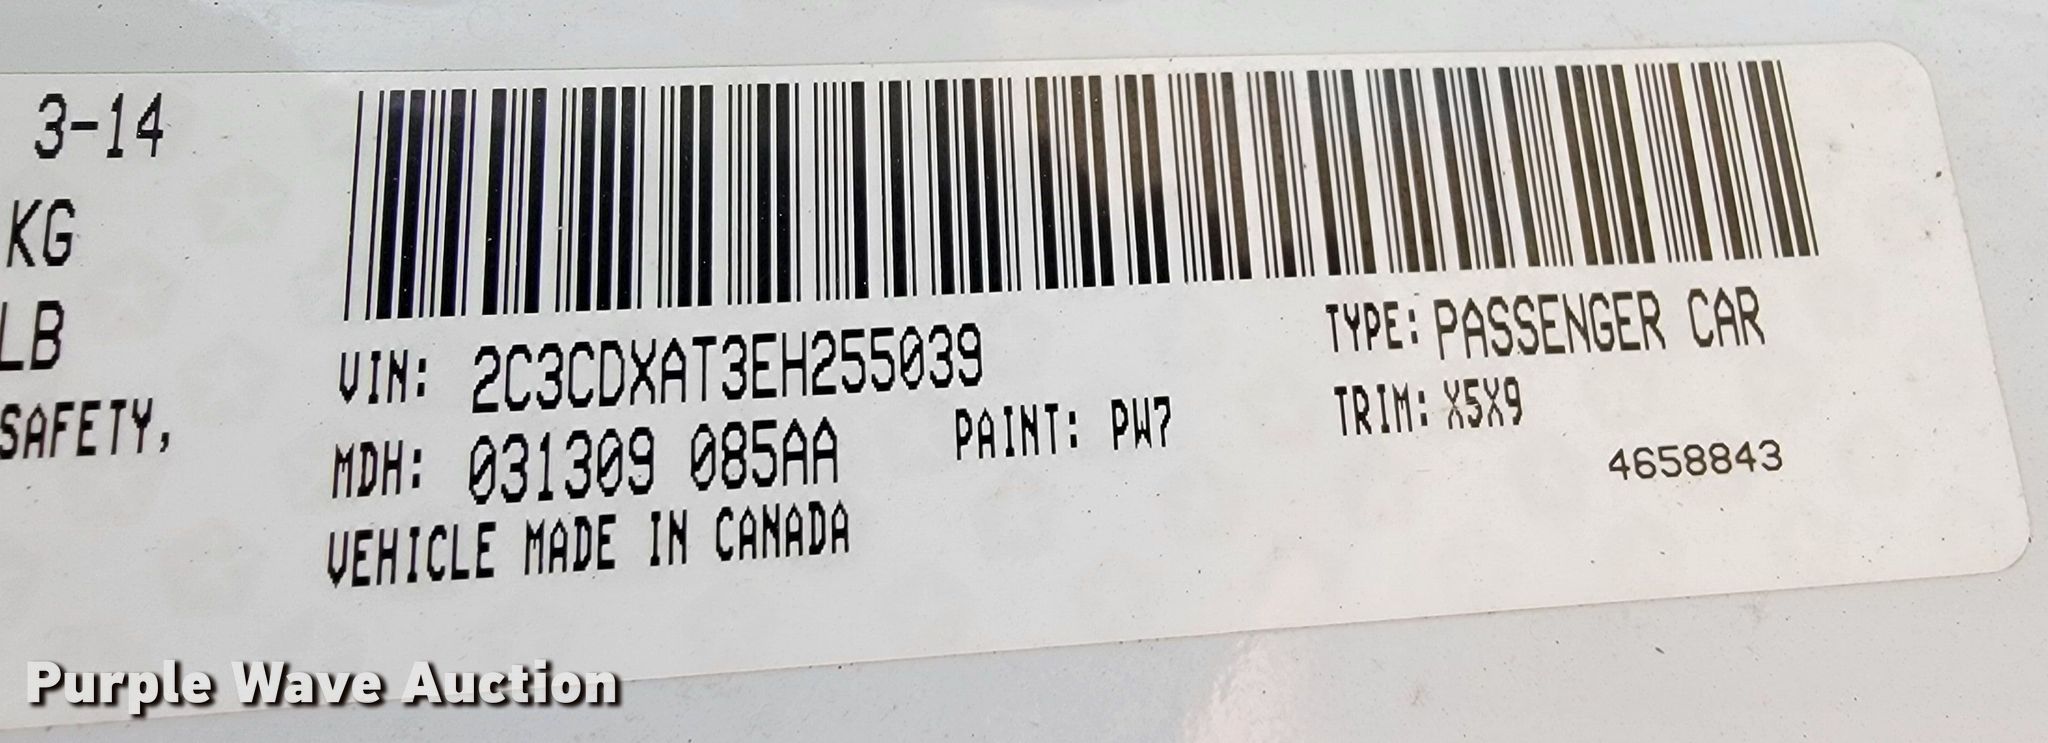 3-14
KG
LB
SAFETY,
VIN: 2C3CDXAT3EH255039
TYPE: PASSENGER CAR
MDH: 031309 085AA
PAINT: PW7
TRIM: X5X9
4658843
VEHICLE MADE IN CANADA
Purple Wave Auction